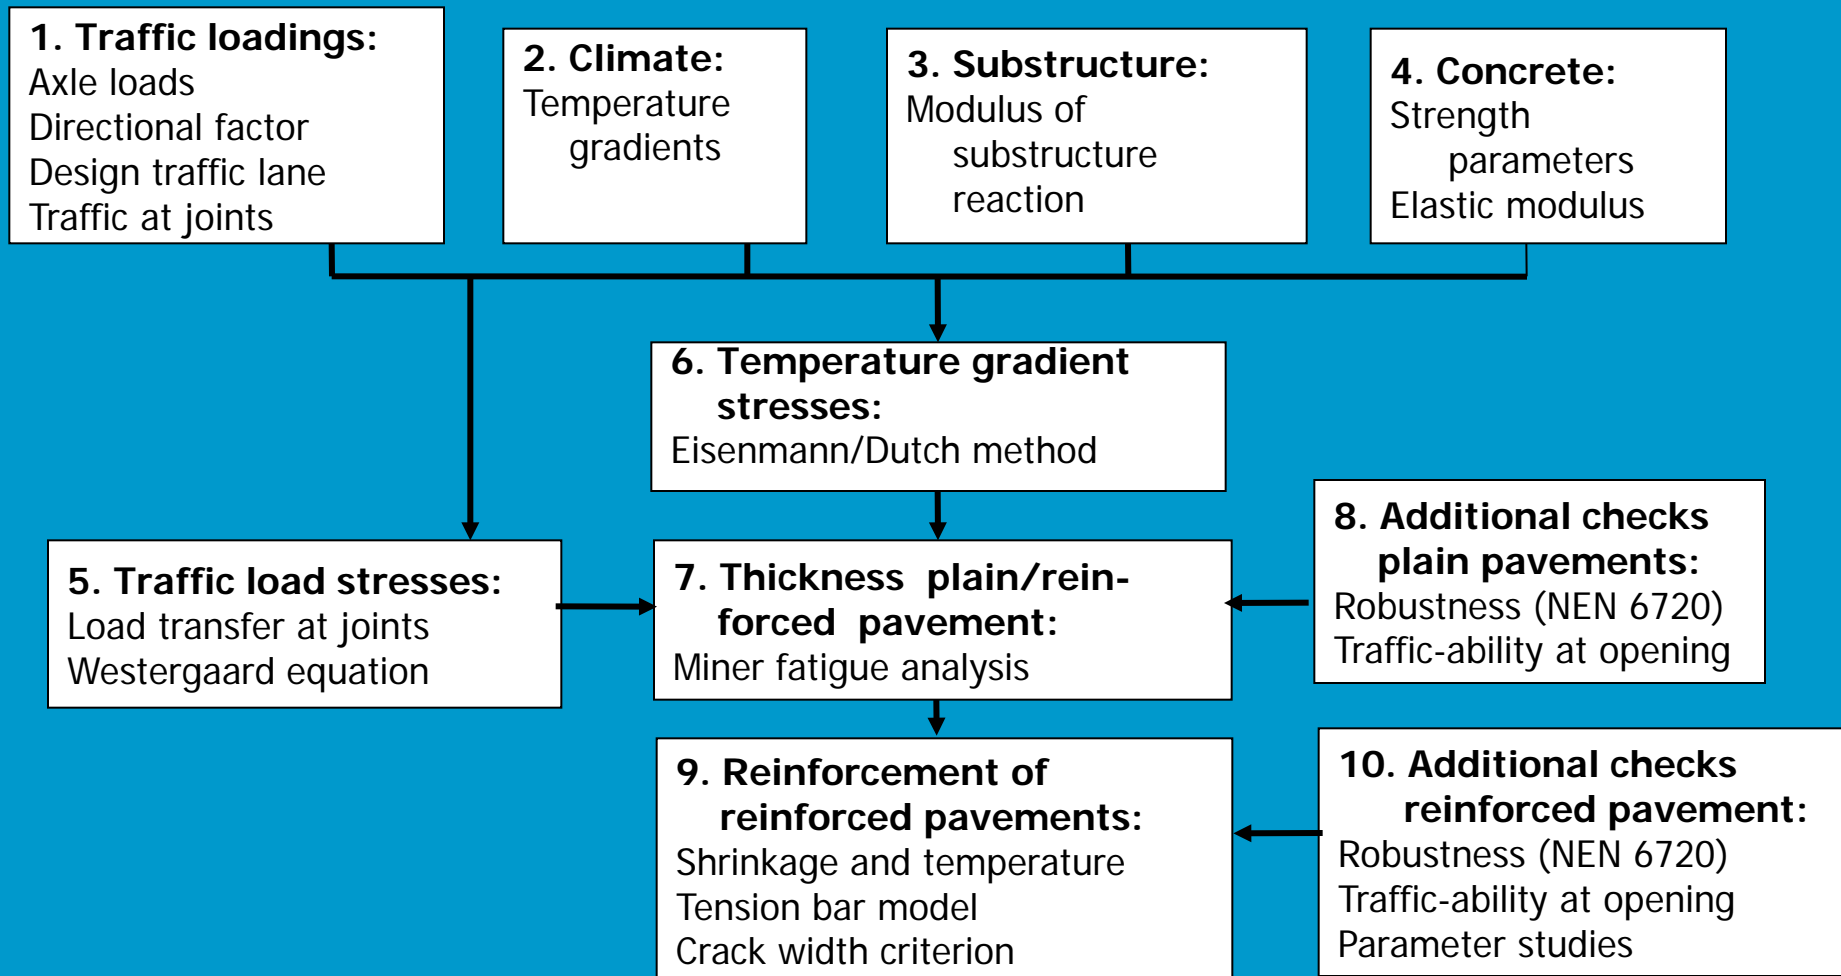 1. Traffic loadings:
Axle loads
Directional factor
Design traffic lane
Traffic at joints
2. Climate:
Temperature
gradients
3. Substructure:
Modulus of
substructure
reaction
4. Concrete:
Strength
parameters
Elastic modulus
6. Temperature gradient
stresses:
Eisenmann/Dutch method
5. Traffic load stresses:
Load transfer at joints
Westergaard equation
7. Thickness plain/rein-
forced pavement:
Miner fatigue analysis
8. Additional checks
plain pavements:
Robustness (NEN 6720)
Traffic-ability at opening
9. Reinforcement of
reinforced pavements:
Shrinkage and temperature
Tension bar model
Crack width criterion
10. Additional checks
reinforced pavement:
Robustness (NEN 6720)
Traffic-ability at opening
Parameter studies